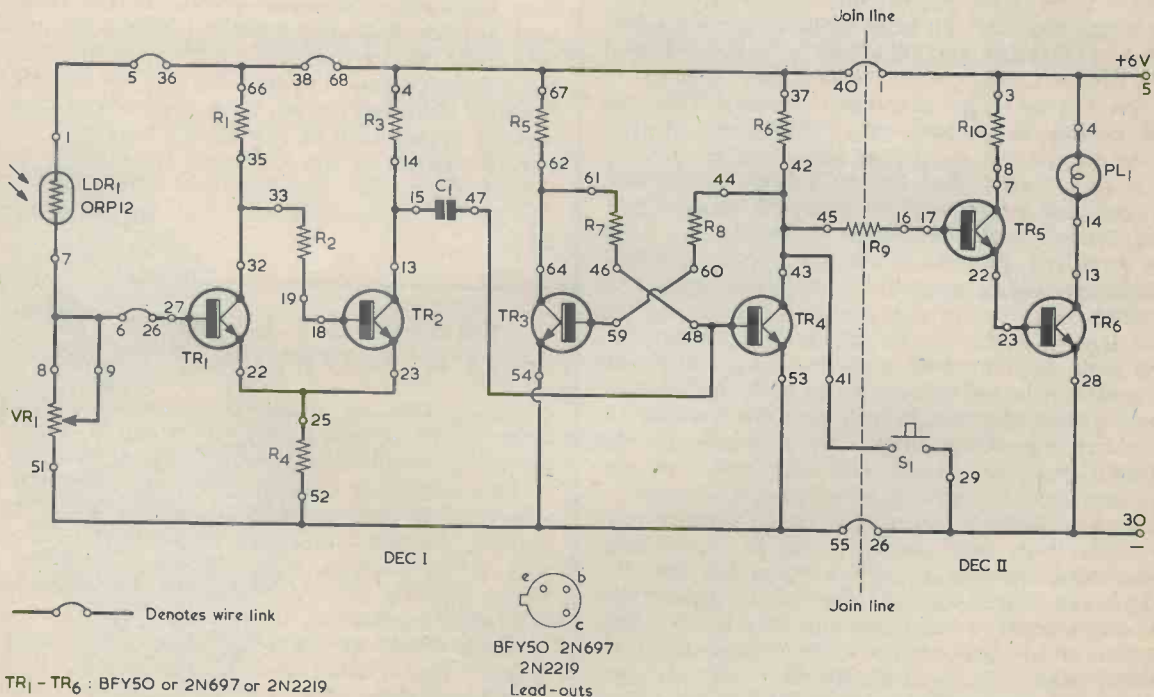 Join line
5 36 38 68 40 1 +6V
5
66 4 67 37 3 4
R1 R3 R5 R6 R10
1 35 14 62 42 8 PL1
7
LDR1
ORP12
33 15 C1 47 61 44 14
R2 R7 R8 45 R9 16 17 TR5
7 32 13 64 46 60 43 22 13
19
27 TR2 TR3 TR4 TR6
6 26 18 59 48 23
TR1
8 9 22 23 54 53 41 28
VR1 25 S1
51 R4 29
52
30
55 26 −
DEC I DEC II
e b
c
Denotes wire link
Join line
BFY50 2N697
2N2219
Lead-outs
TR1 - TR6 : BFY50 or 2N697 or 2N2219